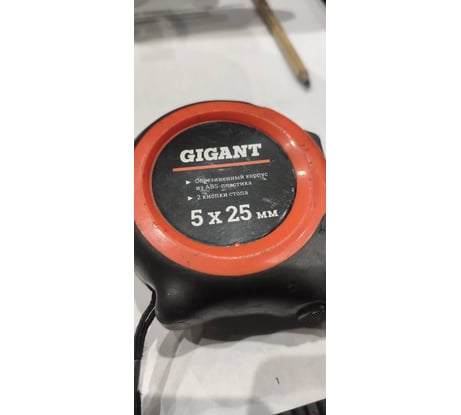 GIGANT
Обрезиненный корпус
из ABS-пластика
2 кнопки стопа
5 x 25 мм